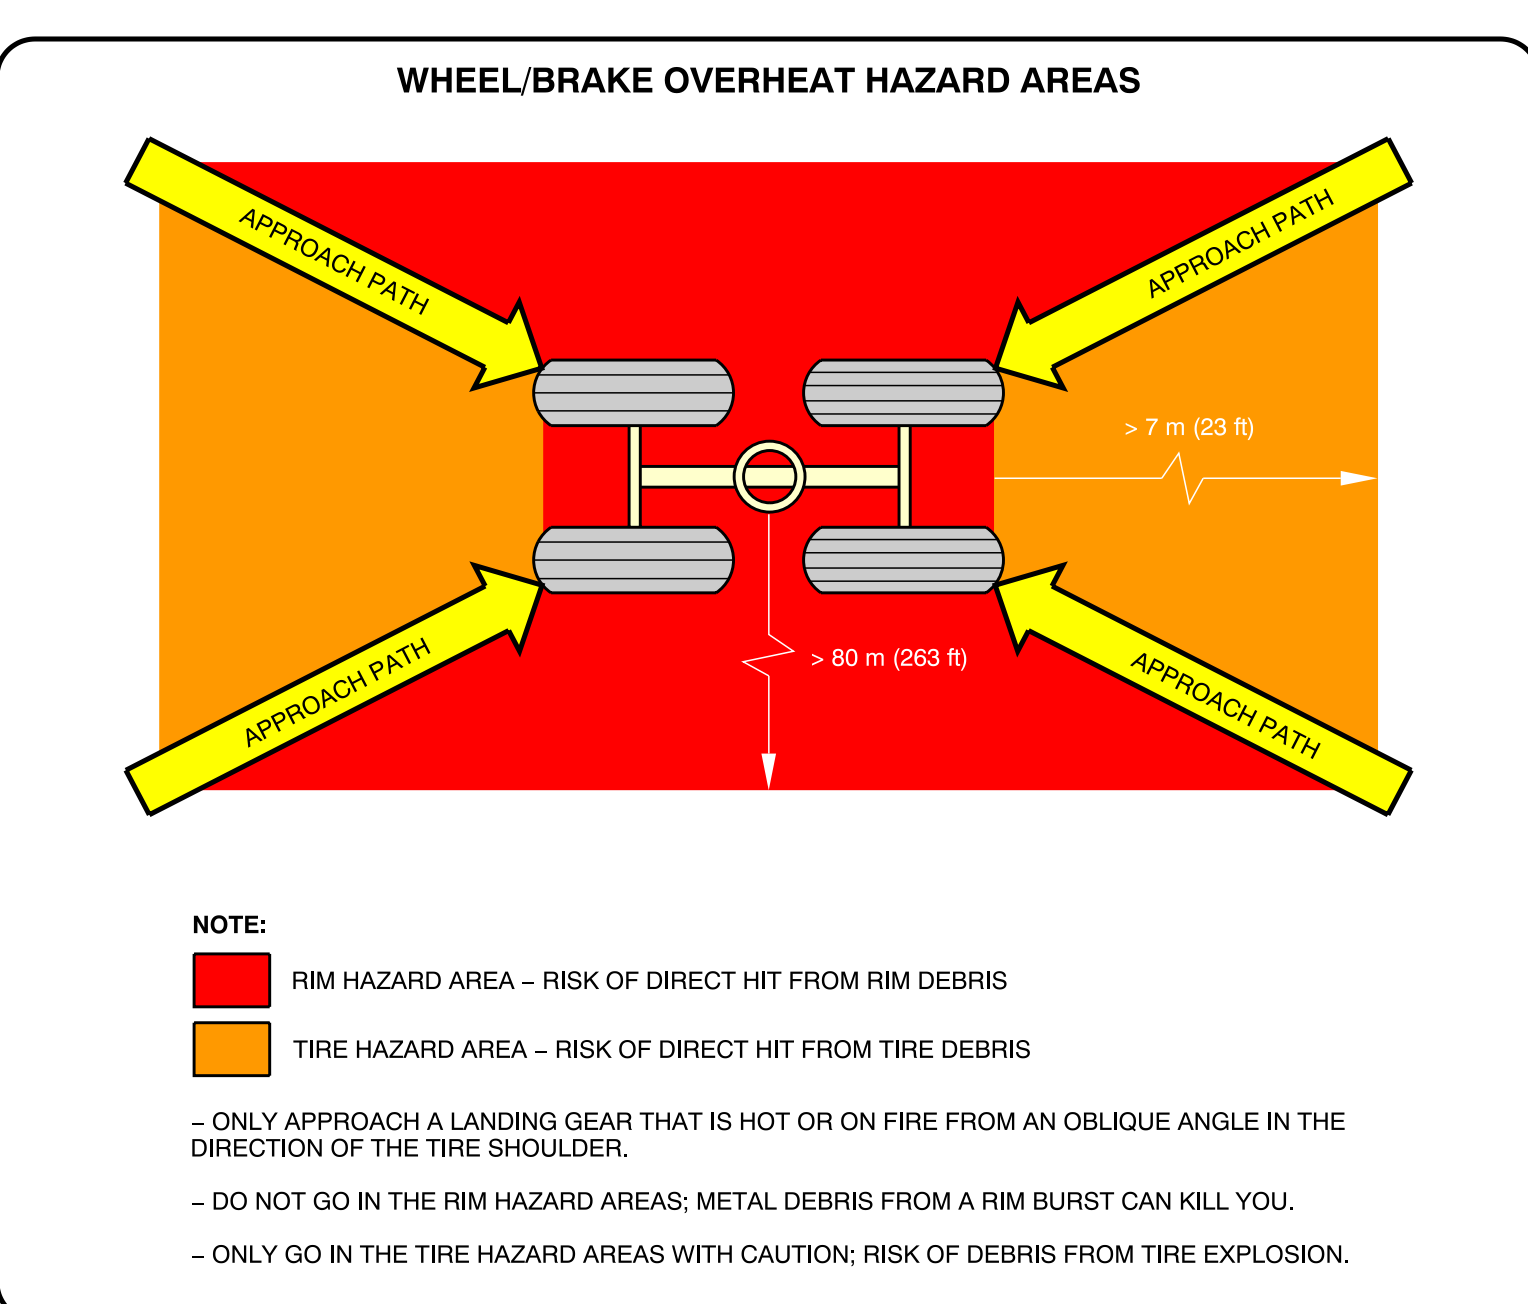 WHEEL/BRAKE OVERHEAT HAZARD AREAS
APPROACH PATH
APPROACH PATH
> 7 m (23 ft)
> 80 m (263 ft)
APPROACH PATH
APPROACH PATH
NOTE:
RIM HAZARD AREA – RISK OF DIRECT HIT FROM RIM DEBRIS
TIRE HAZARD AREA – RISK OF DIRECT HIT FROM TIRE DEBRIS
– ONLY APPROACH A LANDING GEAR THAT IS HOT OR ON FIRE FROM AN OBLIQUE ANGLE IN THE
DIRECTION OF THE TIRE SHOULDER.
– DO NOT GO IN THE RIM HAZARD AREAS; METAL DEBRIS FROM A RIM BURST CAN KILL YOU.
– ONLY GO IN THE TIRE HAZARD AREAS WITH CAUTION; RISK OF DEBRIS FROM TIRE EXPLOSION.